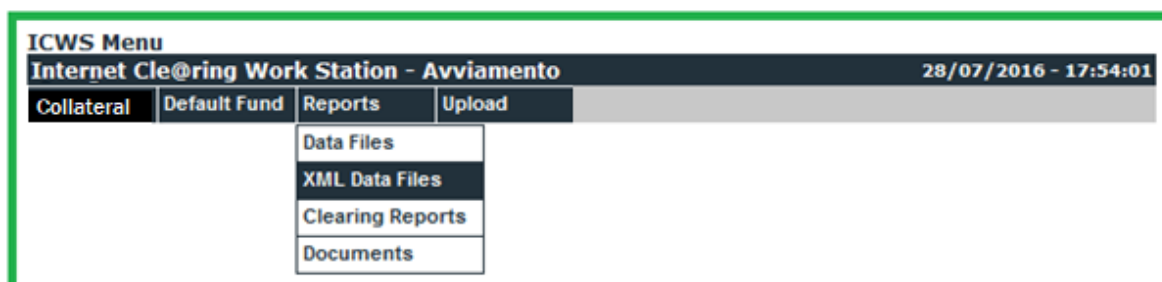 ICWS Menu
Internet Cle@ring Work Station - Avviamento 28/07/2016 - 17:54:01
Collateral Default Fund Reports Upload
Data Files
XML Data Files
Clearing Reports
Documents